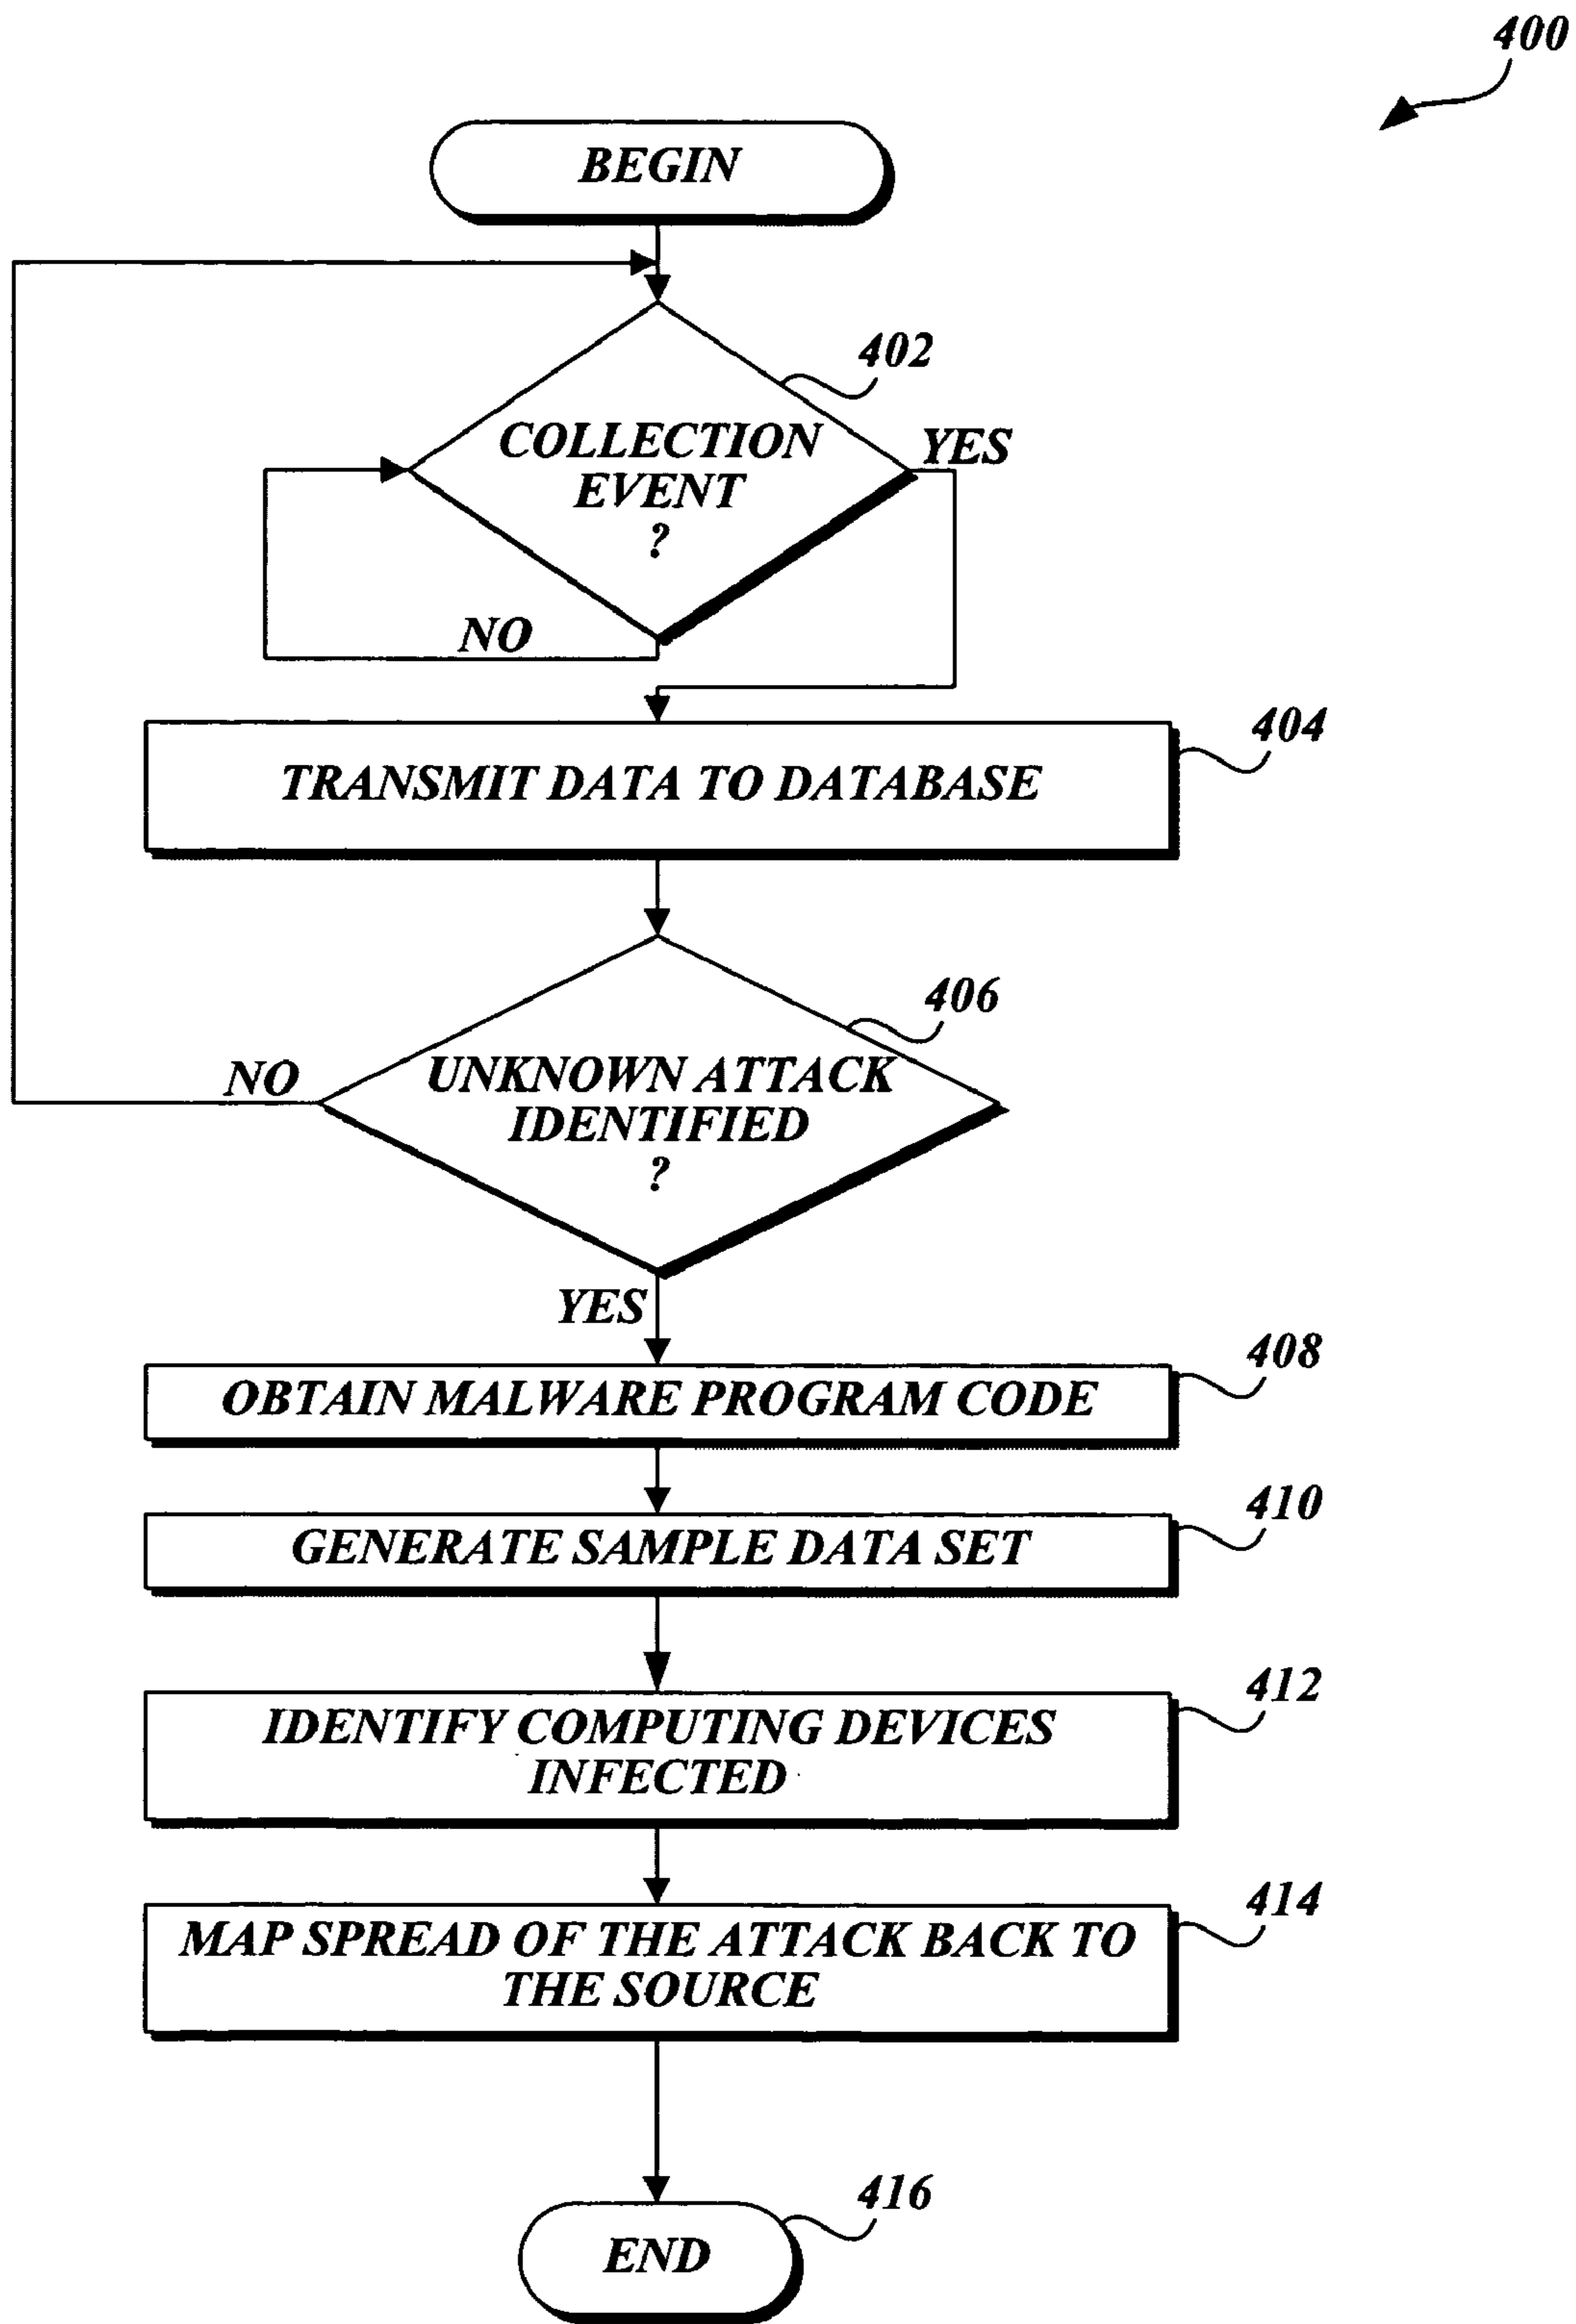 400
BEGIN
402
COLLECTION
EVENT
?
YES
NO
404
TRANSMIT DATA TO DATABASE
406
UNKNOWN ATTACK
IDENTIFIED
?
NO
YES
408
OBTAIN MALWARE PROGRAM CODE
410
GENERATE SAMPLE DATA SET
412
IDENTIFY COMPUTING DEVICES
INFECTED
414
MAP SPREAD OF THE ATTACK BACK TO
THE SOURCE
416
END